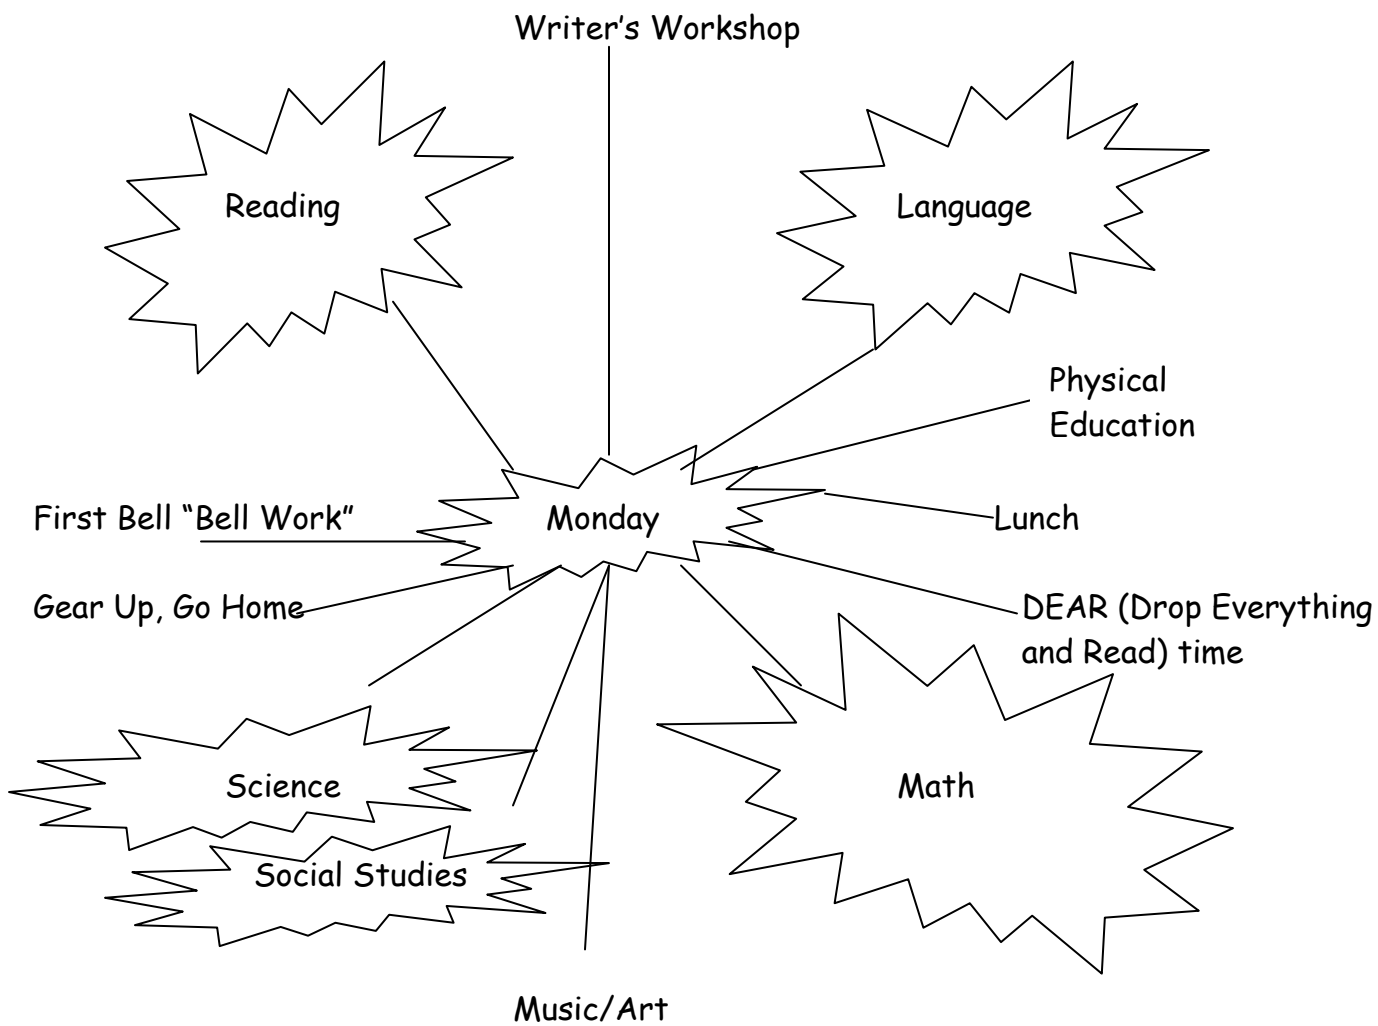 Writer’s Workshop
Reading
Language
Physical
Education
First Bell “Bell Work”
Monday
Lunch
Gear Up, Go Home
DEAR (Drop Everything
and Read) time
Science
Math
Social Studies
Music/Art